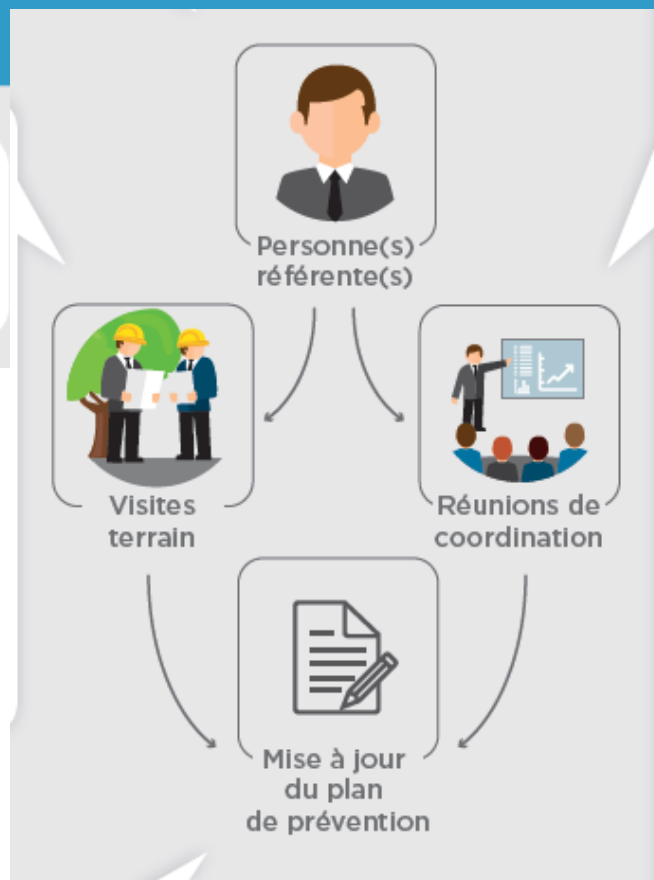 Personne(s)
référente(s)
Visites
terrain
Réunions de
coordination
Mise à jour
du plan
de prévention